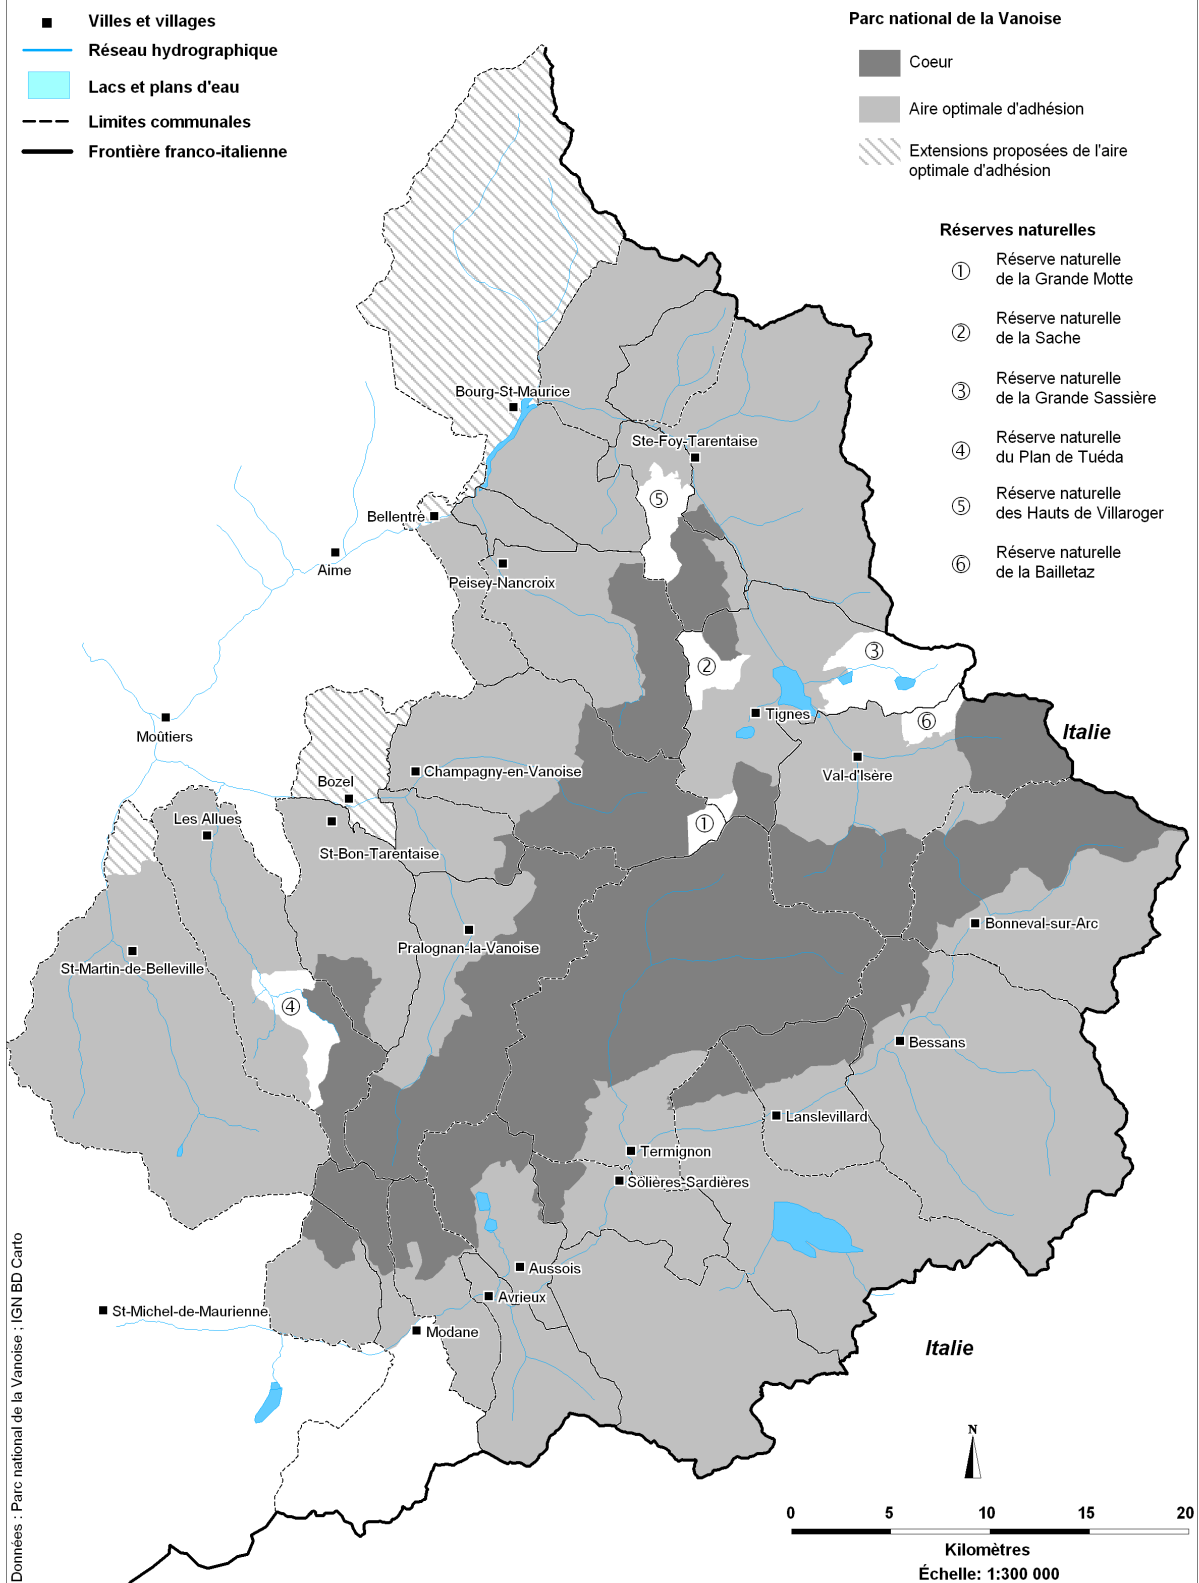 Villes et villages
Réseau hydrographique
Lacs et plans d'eau
Limites communales
Frontière franco-italienne
Parc national de la Vanoise
Coeur
Aire optimale d'adhésion
Extensions proposées de l'aire
optimale d'adhésion
Réserves naturelles
① Réserve naturelle
de la Grande Motte
② Réserve naturelle
de la Sache
③ Réserve naturelle
de la Grande Sassière
④ Réserve naturelle
du Plan de Tuéda
⑤ Réserve naturelle
des Hauts de Villaroger
⑥ Réserve naturelle
de la Bailletaz
Bourg-St-Maurice
Ste-Foy-Tarentaise
⑤
Bellentre
Aime
Peisey-Nancroix
③
②
Tignes
⑥
Italie
Moûtiers
Champagny-en-Vanoise
Val-d'Isère
Bozel
Les Allues
①
St-Bon-Tarentaise
Bonneval-sur-Arc
Pralognan-la-Vanoise
St-Martin-de-Belleville
④
Bessans
Lanslevillard
Termignon
Sollères-Sardières
Aussois
Avrieux
St-Michel-de-Maurienne
Modane
Italie
N
0 5 10 15 20
Kilomètres
Échelle: 1:300 000
Données : Parc national de la Vanoise ; IGN BD Carto